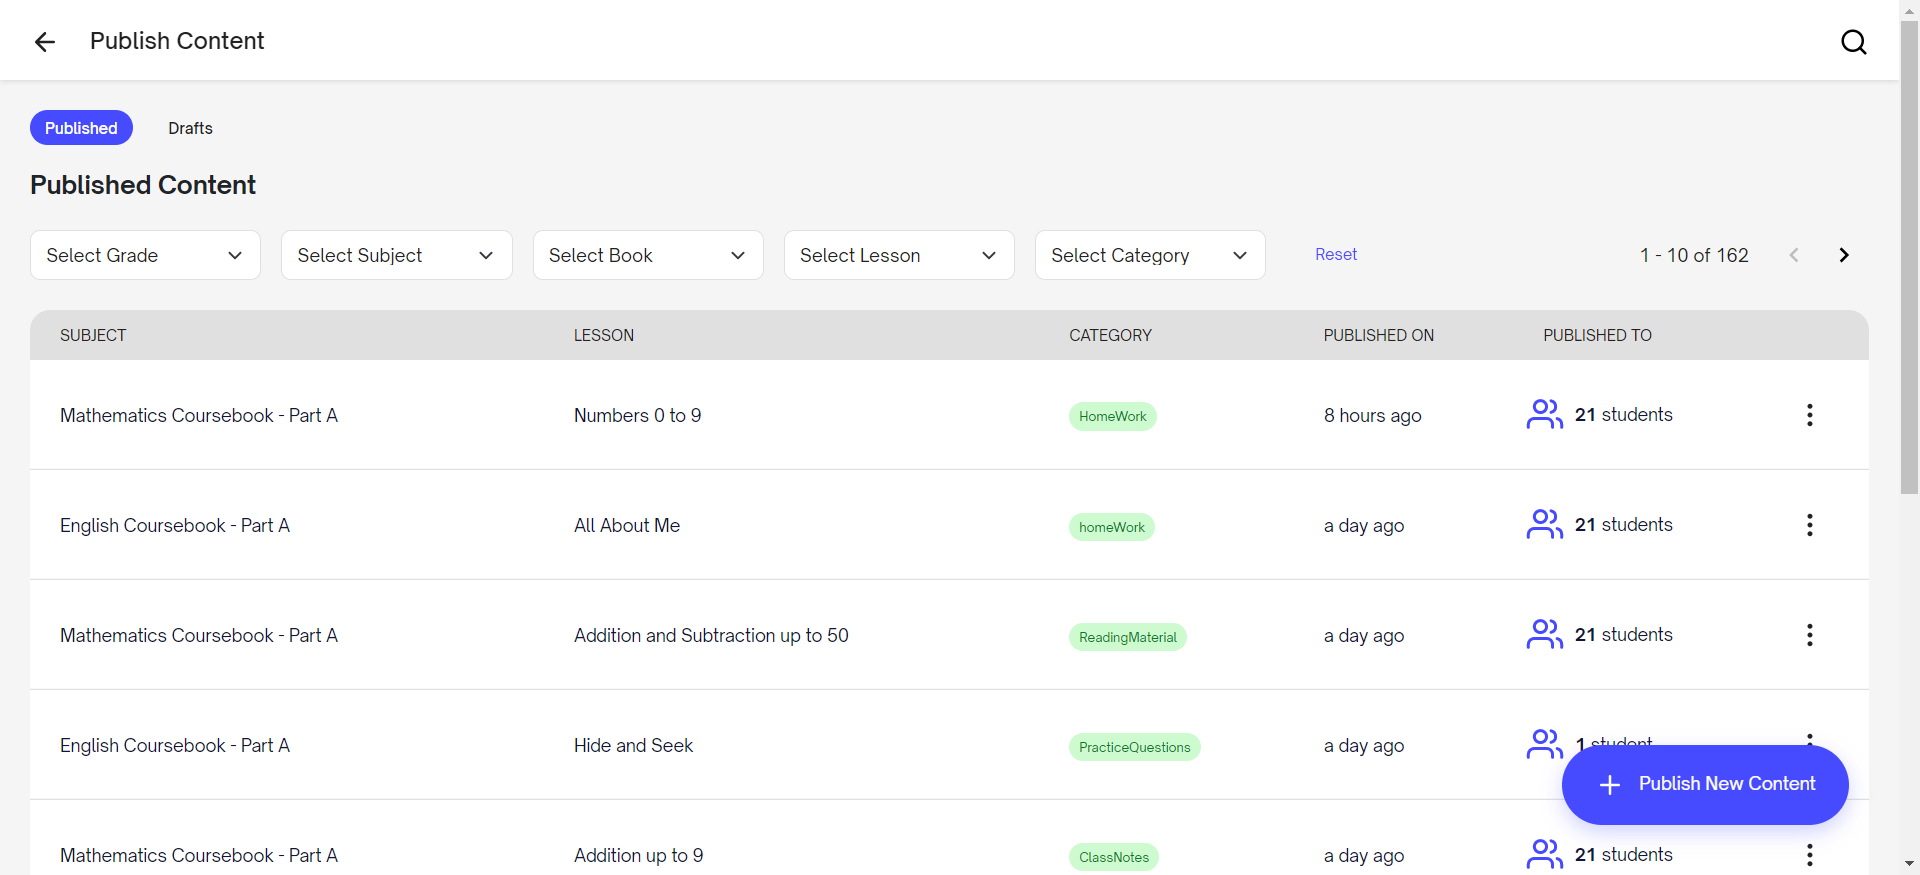 Publish Content
Published Drafts
Published Content
Select Grade Select Subject Select Book Select Lesson Select Category Reset 1 - 10 of 162
SUBJECT LESSON CATEGORY PUBLISHED ON PUBLISHED TO
Mathematics Coursebook - Part A Numbers 0 to 9 HomeWork 8 hours ago 21 students
English Coursebook - Part A All About Me homeWork a day ago 21 students
Mathematics Coursebook - Part A Addition and Subtraction up to 50 ReadingMaterial a day ago 21 students
English Coursebook - Part A Hide and Seek PracticeQuestions a day ago 1 student
Publish New Content
Mathematics Coursebook - Part A Addition up to 9 ClassNotes a day ago 21 students